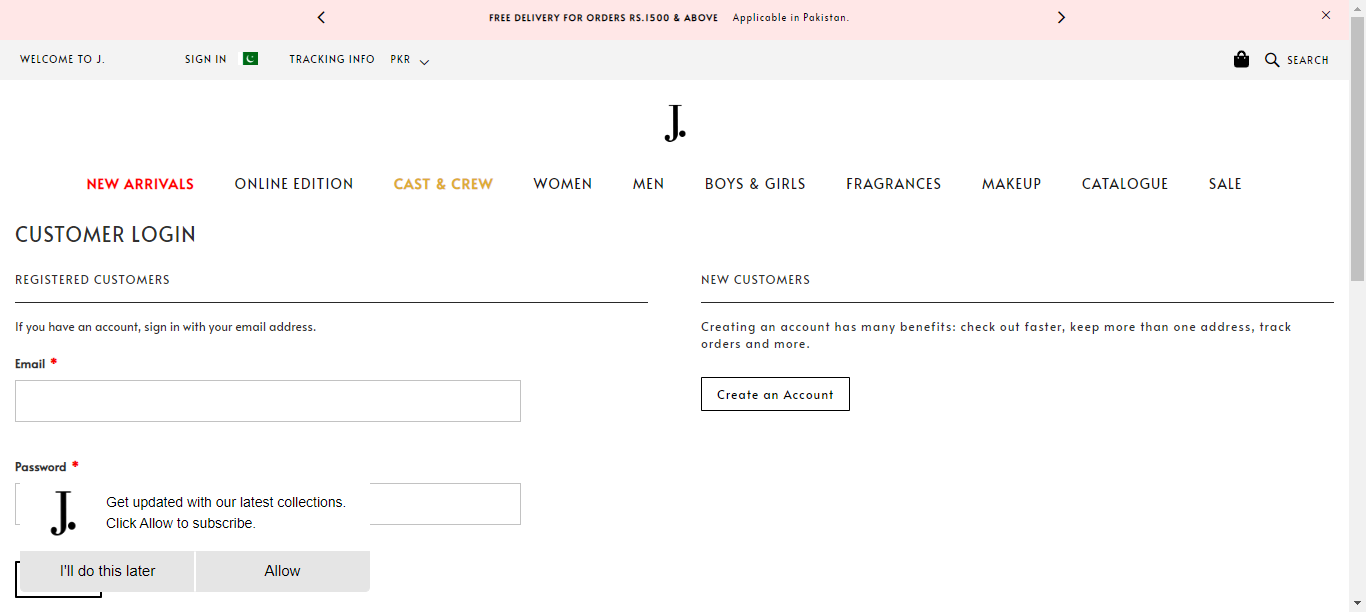 FREE DELIVERY FOR ORDERS RS.1500 & ABOVE Applicable in Pakistan.
WELCOME TO J. SIGN IN TRACKING INFO PKR SEARCH
J.
NEW ARRIVALS ONLINE EDITION CAST & CREW WOMEN MEN BOYS & GIRLS FRAGRANCES MAKEUP CATALOGUE SALE
CUSTOMER LOGIN
REGISTERED CUSTOMERS
If you have an account, sign in with your email address.
Email *
Password *
NEW CUSTOMERS
Creating an account has many benefits: check out faster, keep more than one address, track
orders and more.
Create an Account
J.
Get updated with our latest collections.
Click Allow to subscribe.
I'll do this later Allow